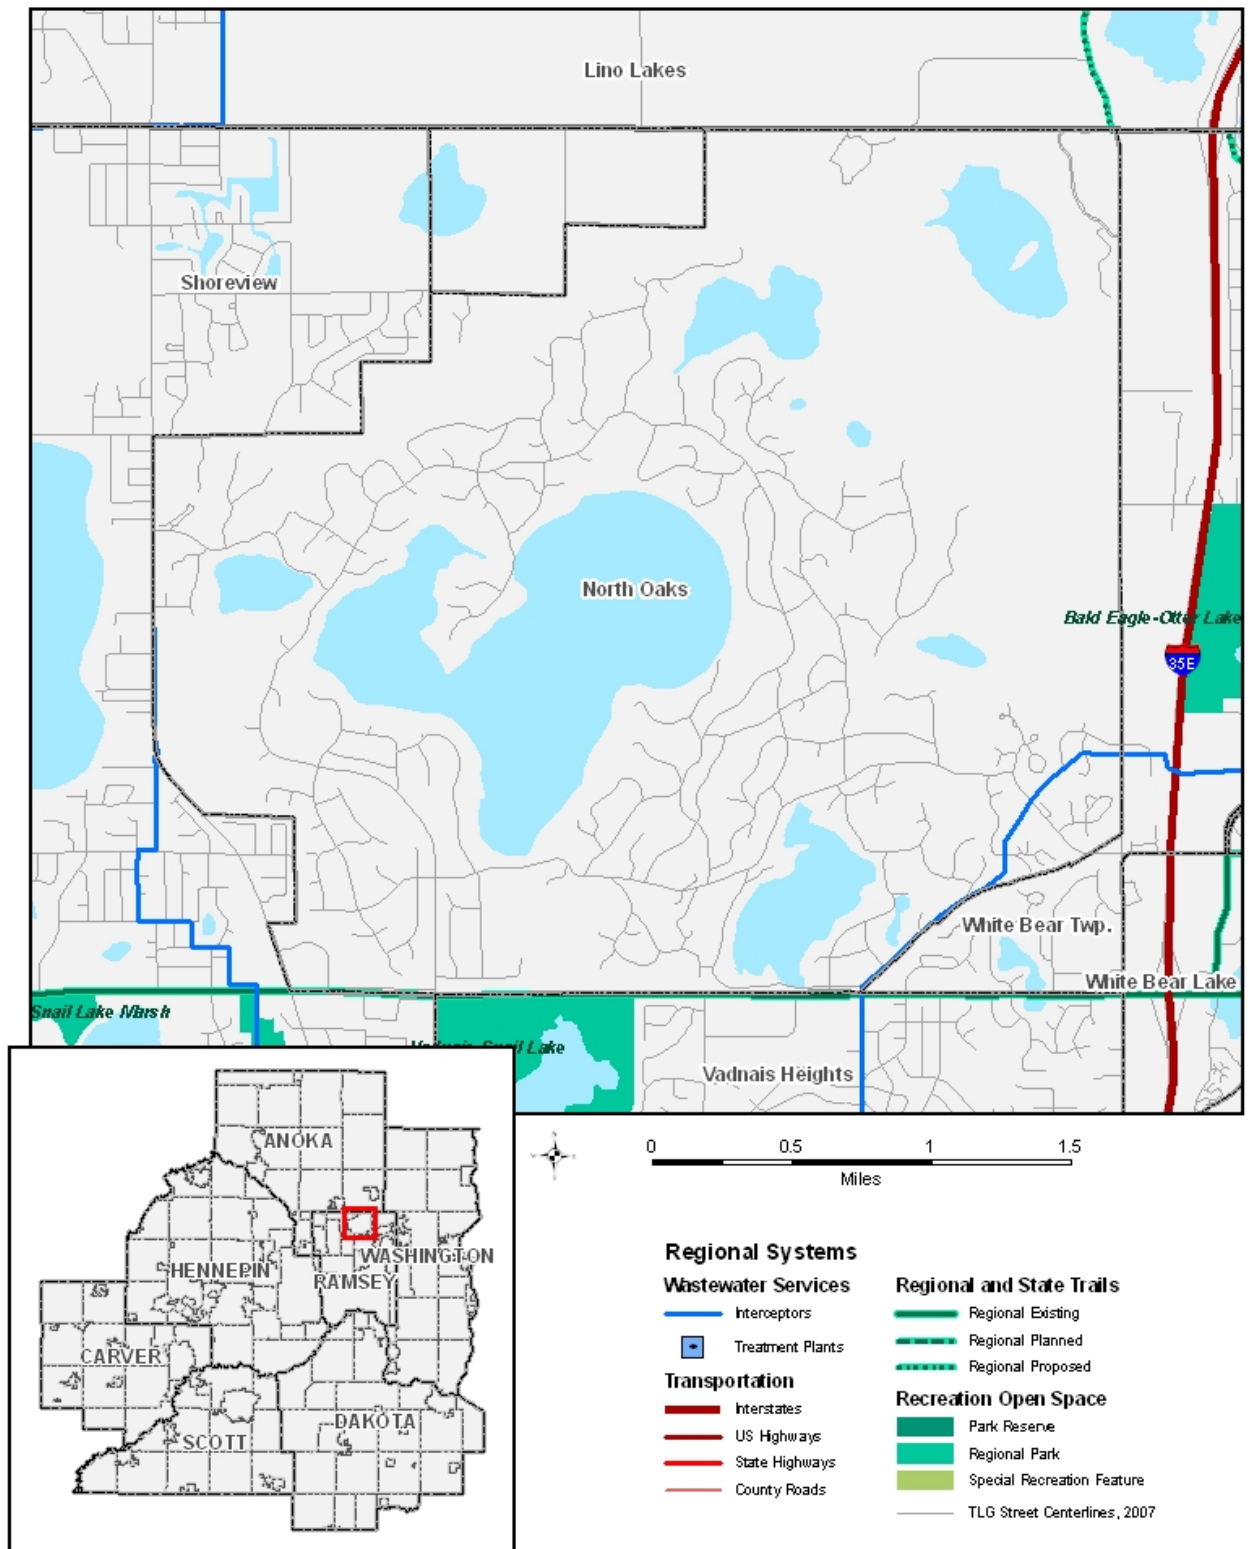 Lino Lakes
Shoreview
North Oaks
Bald Eagle-Otter Lake
35E
White Bear Twp.
White Bear Lake
Snail Lake Marsh
Vadnais-Snail Lake
Vadnais Heights
ANOKA
WASHINGTON
HENNEPIN
RAMSEY
CARVER
DAKOTA
SCOTT
0 0.5 1 1.5
Miles
Regional Systems
Wastewater Services
Interceptors
Treatment Plants
Transportation
Interstates
US Highways
State Highways
County Roads
Regional and State Trails
Regional Existing
Regional Planned
Regional Proposed
Recreation Open Space
Park Reserve
Regional Park
Special Recreation Feature
TLG Street Centerlines, 2007